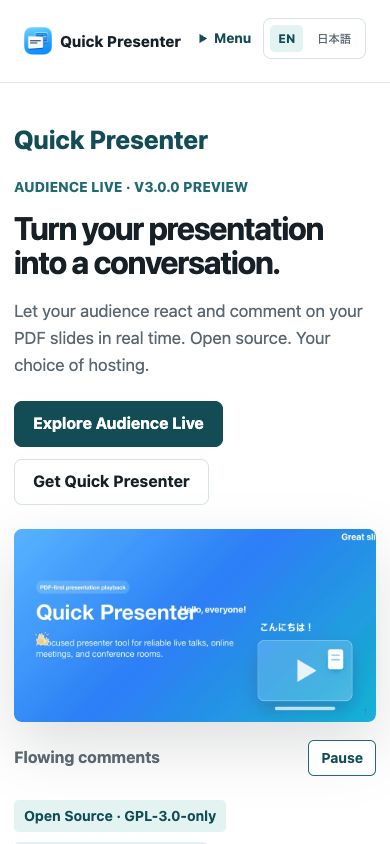 Quick Presenter
▶ Menu
EN
日本語
Quick Presenter
AUDIENCE LIVE · V3.0.0 PREVIEW
Turn your presentation
into a conversation.
Let your audience react and comment on your
PDF slides in real time. Open source. Your
choice of hosting.
Explore Audience Live
Get Quick Presenter
Great sli
PDF-first presentation playback
Quick Presenter
Hello, everyone!
こんにちは！
focused presenter tool for reliable live talks, online
meetings, and conference rooms.
Flowing comments
Pause
Open Source · GPL-3.0-only